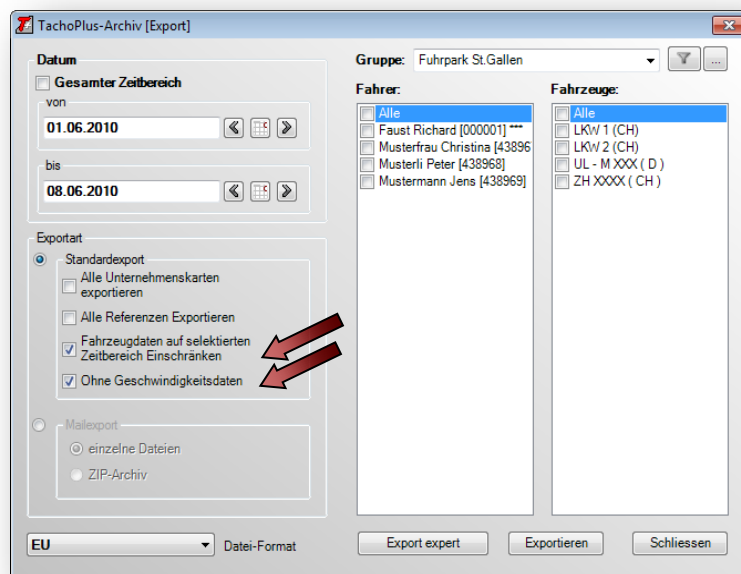 TachoPlus-Archiv [Export]
Datum
Gesamter Zeitbereich
von
01.06.2010
bis
08.06.2010
Exportart
Standardexport
Alle Unternehmenskarten
exportieren
Alle Referenzen Exportieren
Fahrzeugdaten auf selektierten
Zeitbereich Einschränken
Ohne Geschwindigkeitsdaten
Mailexport
einzelne Dateien
ZIP-Archiv
EU
Datei-Format
Gruppe: Fuhrpark St.Gallen
...
Fahrer:
Alle
Faust Richard [000001] ***
Musterfrau Christina [43896
Musterli Peter [438968]
Mustermann Jens [438969]
Fahrzeuge:
Alle
LKW 1 (CH)
LKW 2 (CH)
UL - M XXX ( D )
ZH XXXX ( CH )
Export expert
Exportieren
Schliessen